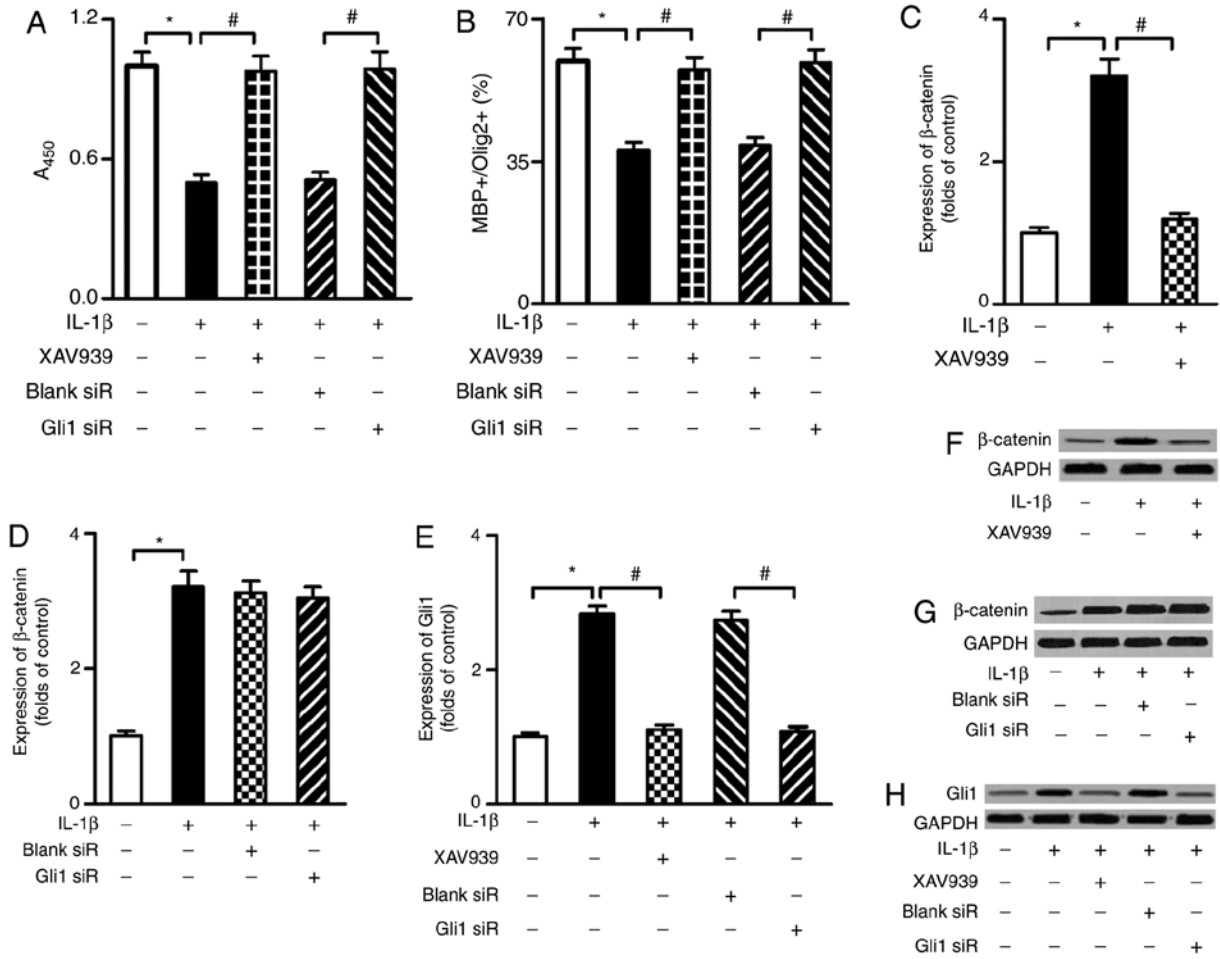 A
A450
1.2
0.6
0.0
* # #
IL-1β – + + + +
XAV939 – – + – –
Blank siR – – – + –
Gli1 siR – – – – +
B
MBP+/Olig2+ (%)
70
35
0
* # #
IL-1β – + + + +
XAV939 – – + – –
Blank siR – – – + –
Gli1 siR – – – – +
C
Expression of β-catenin
(folds of control)
4
2
0
* #
IL-1β – + +
XAV939 – – +
F
β-catenin
GAPDH
IL-1β – + +
XAV939 – – +
D
Expression of β-catenin
(folds of control)
4
2
0
*
IL-1β – + + +
Blank siR – – + –
Gli1 siR – – – +
E
Expression of Gli1
(folds of control)
4
2
0
* # #
IL-1β – + + + +
XAV939 – – + – –
Blank siR – – – + –
Gli1 siR – – – – +
G
β-catenin
GAPDH
IL-1β – + + +
Blank siR – – + –
Gli1 siR – – – +
H
Gli1
GAPDH
IL-1β – + + + +
XAV939 – – + – –
Blank siR – – – + –
Gli1 siR – – – – +